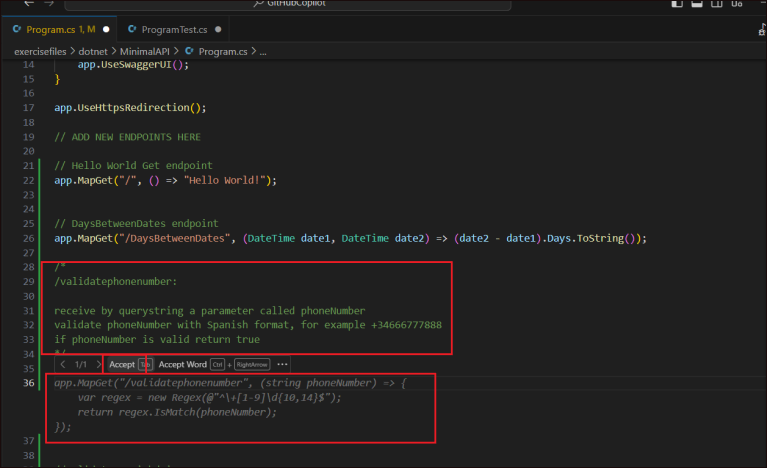 GitHubCopilot
Program.cs 1, M
ProgramTest.cs
exercisefiles > dotnet > MinimalAPI > Program.cs > ...
14 app.UseSwaggerUI();
15 }
16
17 app.UseHttpsRedirection();
18
19 // ADD NEW ENDPOINTS HERE
20
21 // Hello World Get endpoint
22 app.MapGet("/", () => "Hello World!");
23
24
25 // DaysBetweenDates endpoint
26 app.MapGet("/DaysBetweenDates", (DateTime date1, DateTime date2) => (date2 - date1).Days.ToString());
27
28 /*
29 /validatephonenumber:
30
31 receive by querystring a parameter called phoneNumber
32 validate phoneNumber with Spanish format, for example +34666777888
33 if phoneNumber is valid return true
34 */
35 < 1/1 > Accept Tab Accept Word Ctrl + RightArrow ...
36 app.MapGet("/validatephonenumber", (string phoneNumber) => {
var regex = new Regex(@"^\+[1-9]\d{10,14}$");
return regex.IsMatch(phoneNumber);
});
37
38